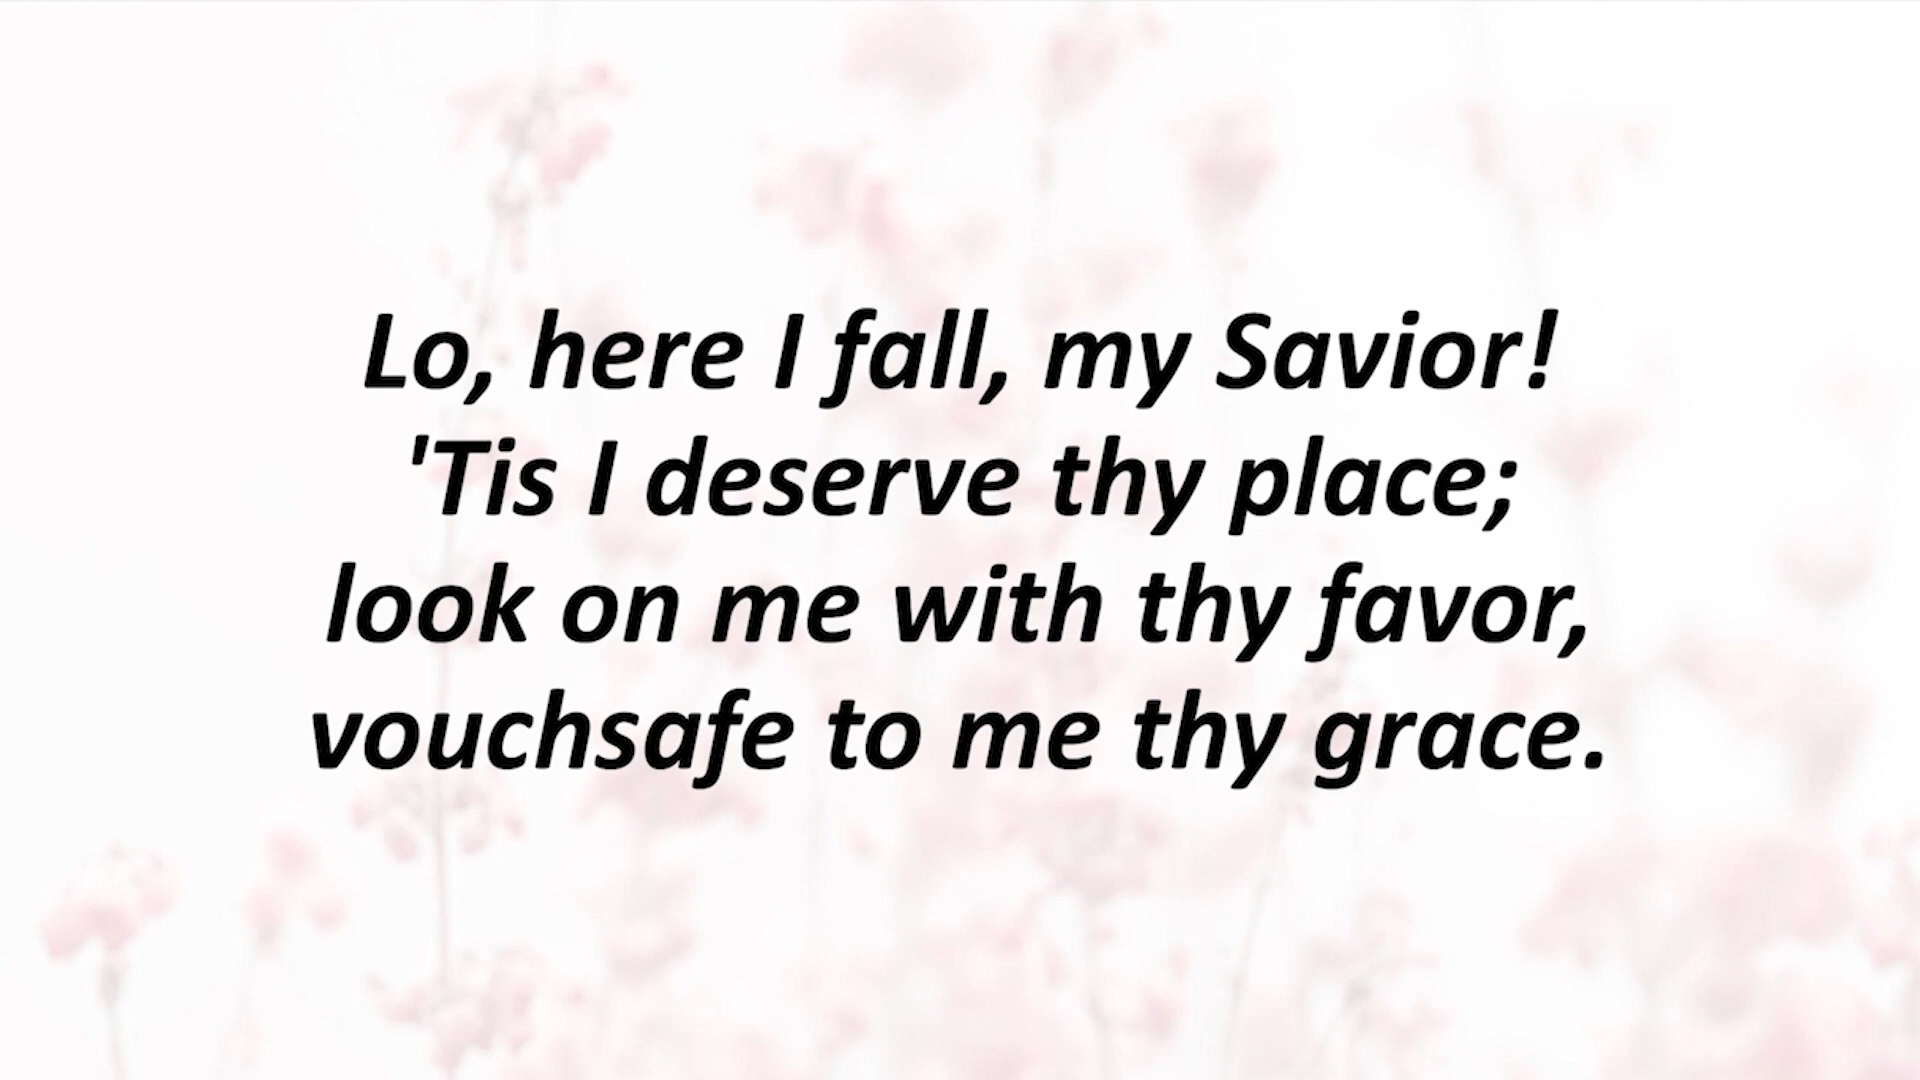 Lo, here I fall, my Savior!
'Tis I deserve thy place;
look on me with thy favor,
vouchsafe to me thy grace.